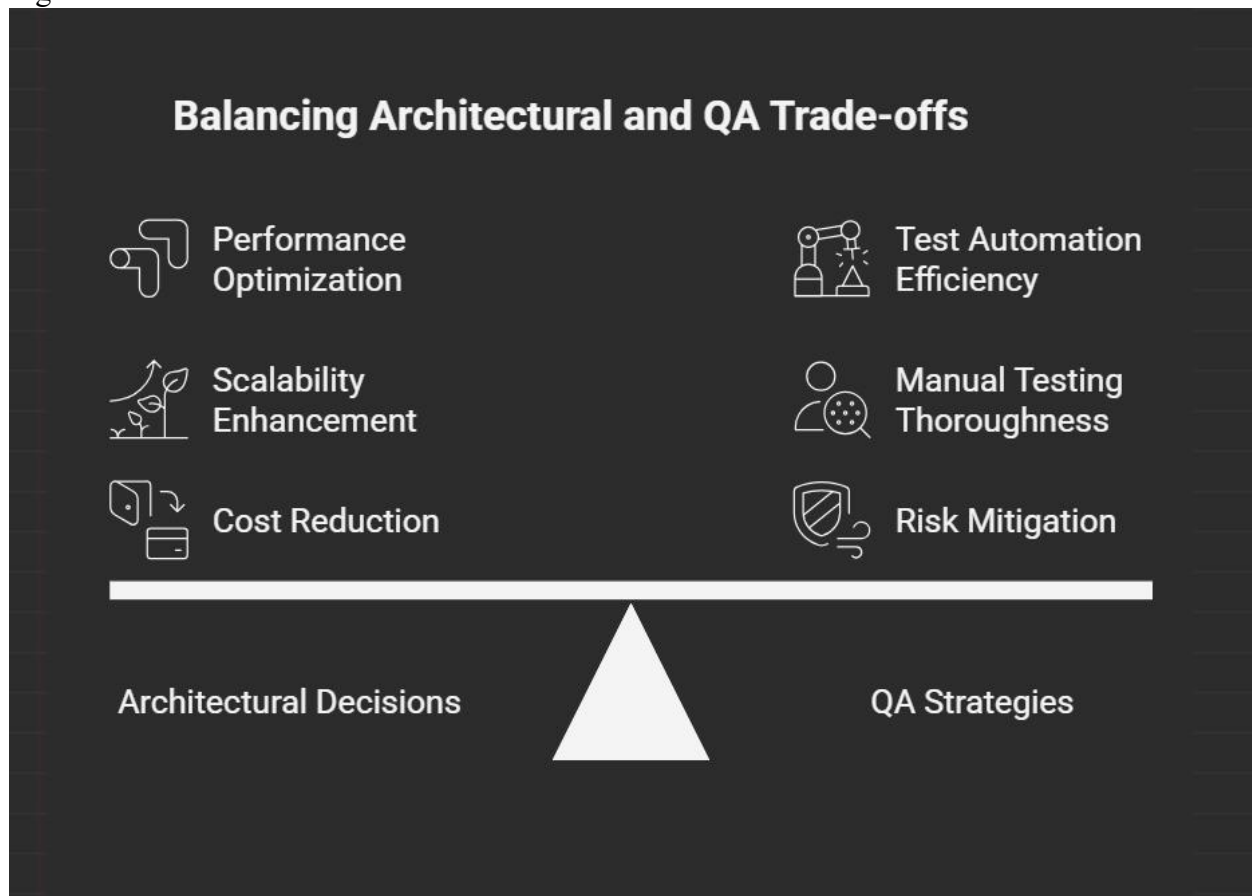 Balancing Architectural and QA Trade-offs
Performance
Optimization
Scalability
Enhancement
Cost Reduction
Test Automation
Efficiency
Manual Testing
Thoroughness
Risk Mitigation
Architectural Decisions
QA Strategies